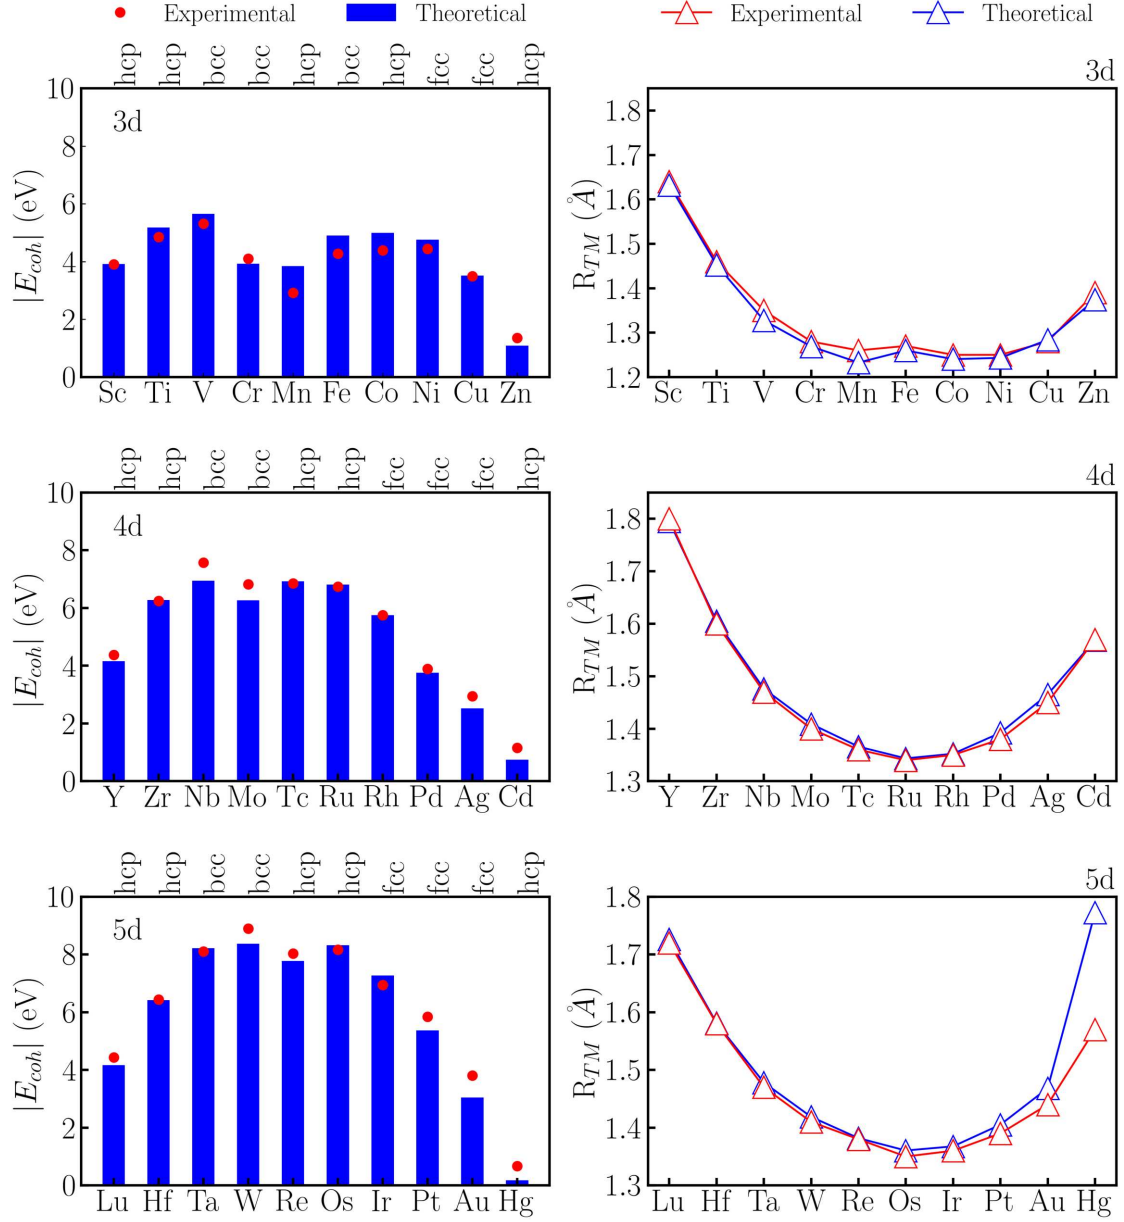 Experimental Theoretical Experimental Theoretical
hcp hcp bcc bcc hcp bcc hcp fcc fcc hcp
3d
|E_coh| (eV)
10
8
6
4
2
0
Sc Ti V Cr Mn Fe Co Ni Cu Zn
3d
R_TM (Å)
1.8
1.7
1.6
1.5
1.4
1.3
1.2
Sc Ti V Cr Mn Fe Co Ni Cu Zn
hcp hcp bcc bcc hcp hcp fcc fcc fcc hcp
4d
|E_coh| (eV)
10
8
6
4
2
0
Y Zr Nb Mo Tc Ru Rh Pd Ag Cd
4d
R_TM (Å)
1.8
1.7
1.6
1.5
1.4
1.3
Y Zr Nb Mo Tc Ru Rh Pd Ag Cd
hcp hcp bcc bcc hcp hcp fcc fcc fcc hcp
5d
|E_coh| (eV)
10
8
6
4
2
0
Lu Hf Ta W Re Os Ir Pt Au Hg
5d
R_TM (Å)
1.8
1.7
1.6
1.5
1.4
1.3
Lu Hf Ta W Re Os Ir Pt Au Hg